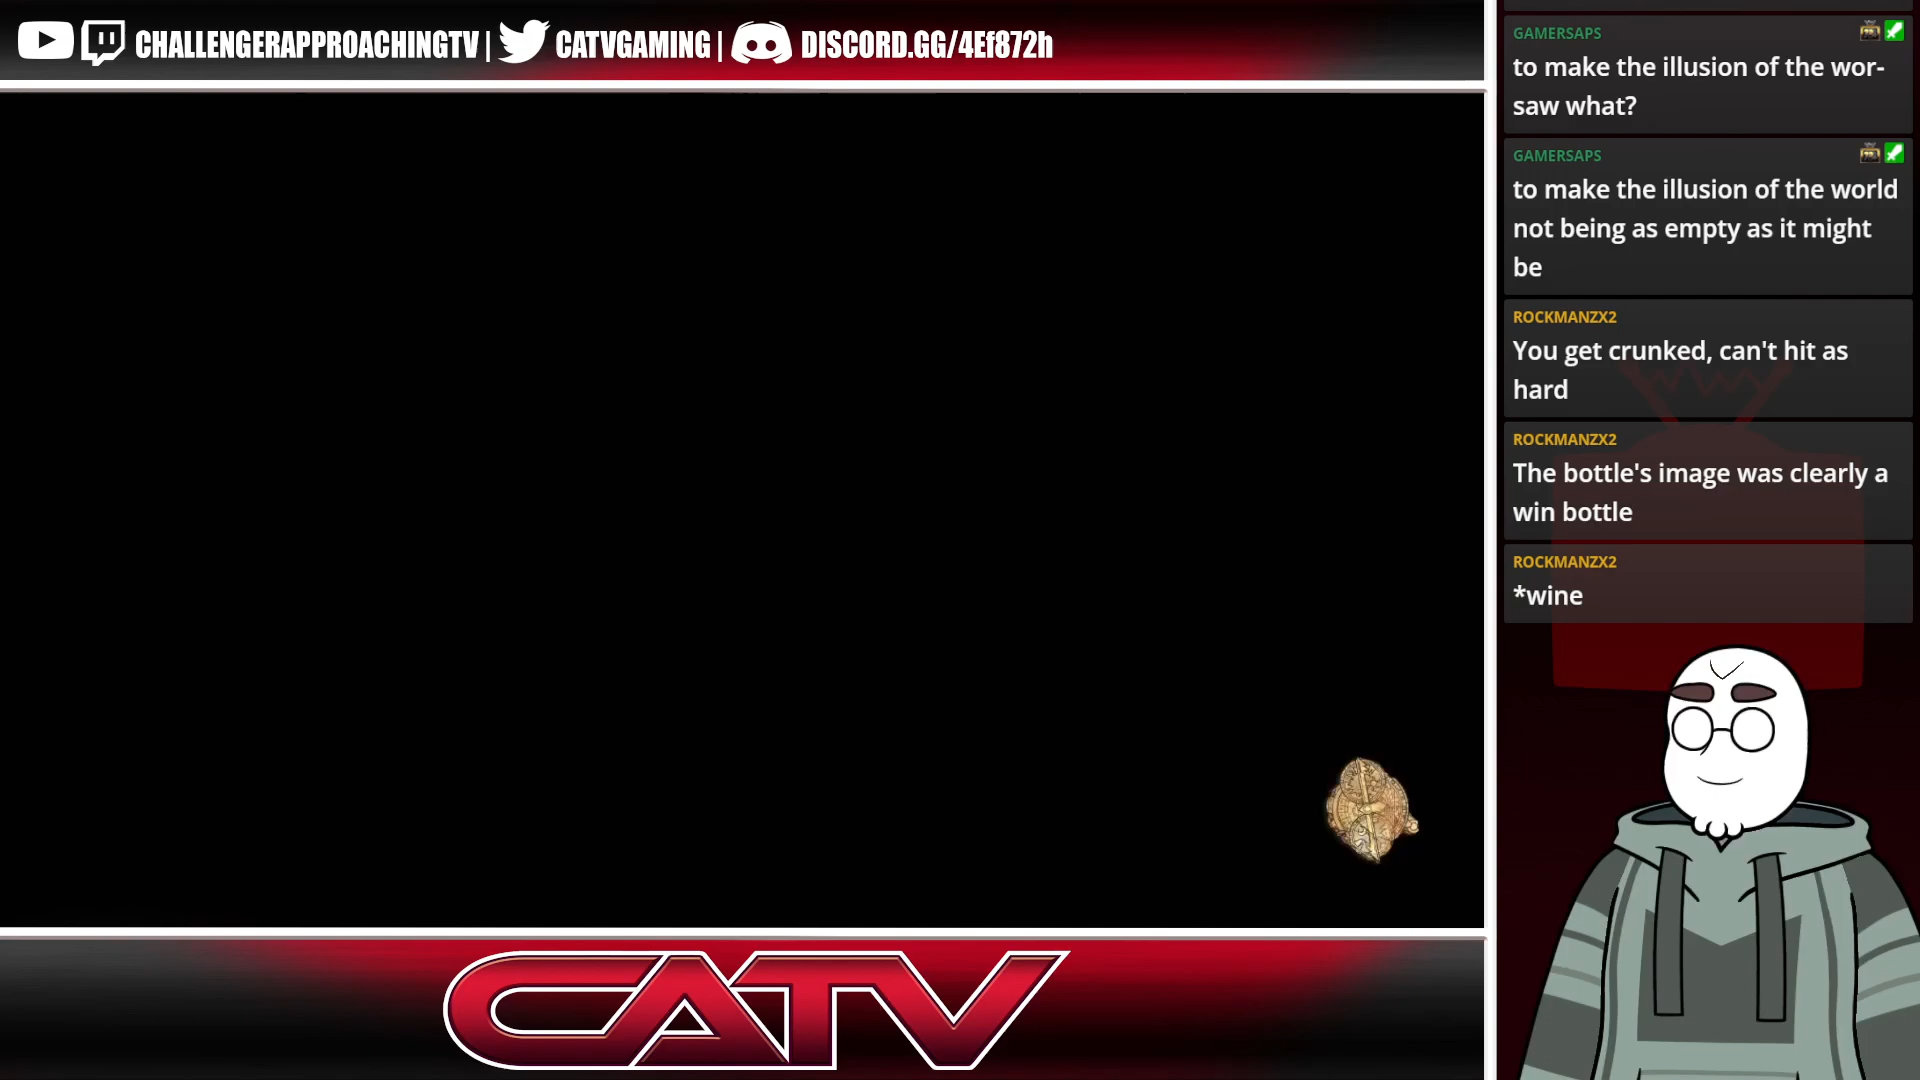 CHALLENGERAPPROACHINGTV | CATVGAMING | DISCORD.GG/4Ef872h
GAMERSAPS
to make the illusion of the wor-
saw what?
GAMERSAPS
to make the illusion of the world
not being as empty as it might
be
ROCKMANZX2
You get crunked, can't hit as
hard
ROCKMANZX2
The bottle's image was clearly a
win bottle
ROCKMANZX2
*wine
CATV